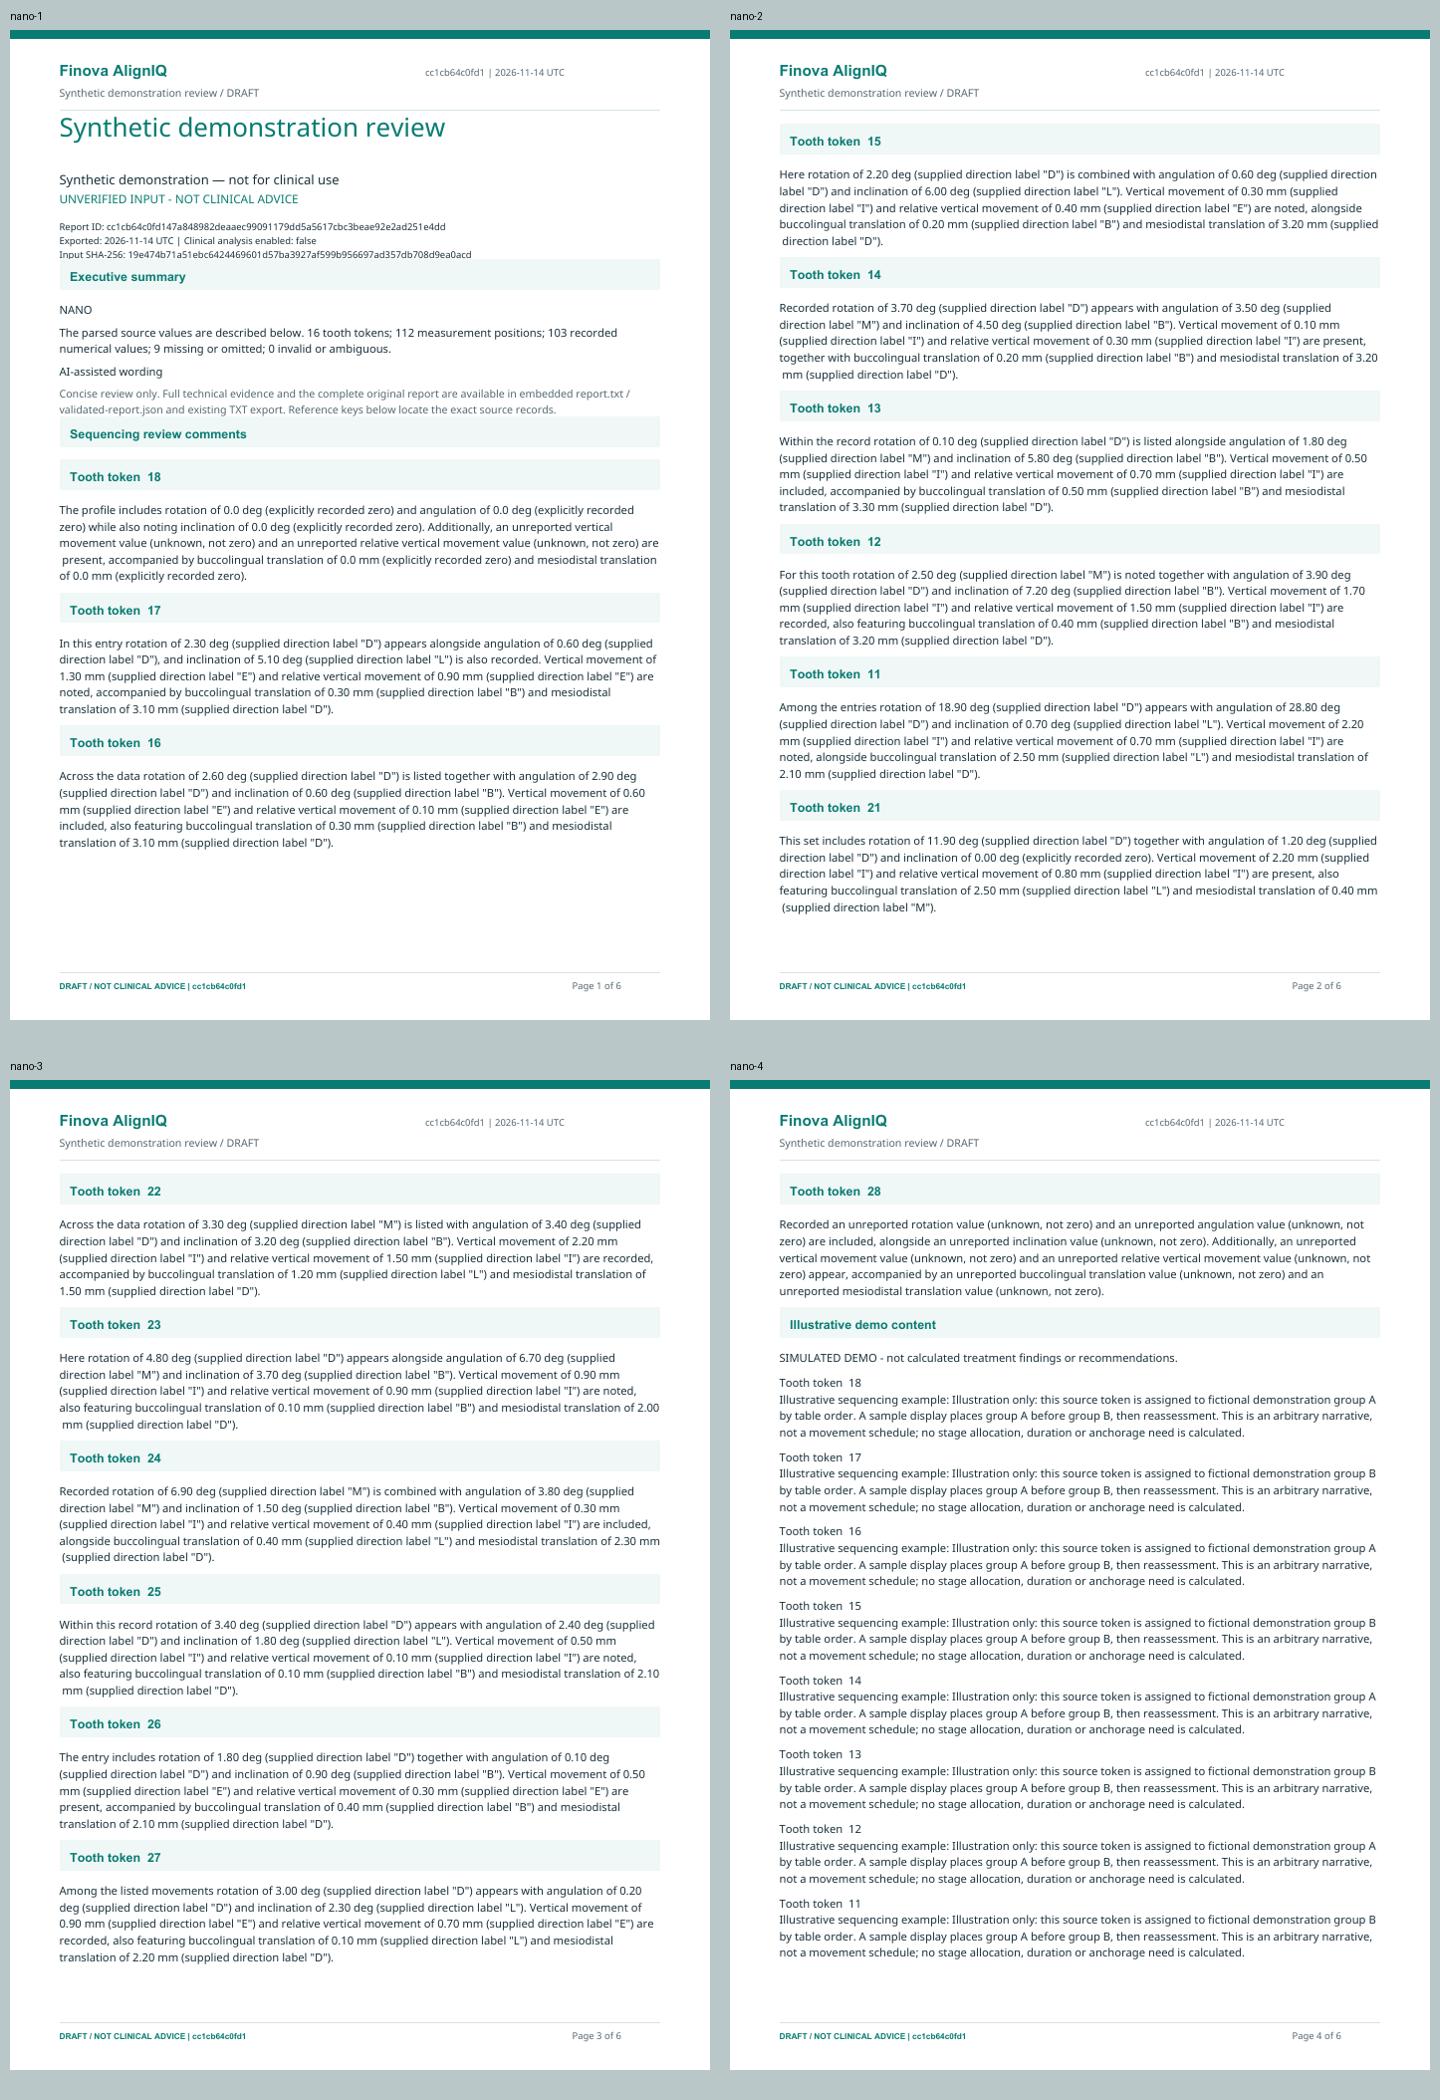 nano-1
Finova AlignIQ
cc1cb64c0fd1 | 2026-11-14 UTC
Synthetic demonstration review / DRAFT
Synthetic demonstration review
Synthetic demonstration — not for clinical use
UNVERIFIED INPUT - NOT CLINICAL ADVICE
Report ID: cc1cb64c0fd147a848982deaaec99091179dd5a5617cbc3beae92e2ad251e4dd
Exported: 2026-11-14 UTC | Clinical analysis enabled: false
Input SHA-256: 19e474b71a51ebc6424469601d57ba3927af599b956697ad357db708d9ea0acd
Executive summary
NANO
The parsed source values are described below. 16 tooth tokens; 112 measurement positions; 103 recorded
numerical values; 9 missing or omitted; 0 invalid or ambiguous.
AI-assisted wording
Concise review only. Full technical evidence and the complete original report are available in embedded report.txt /
validated-report.json and existing TXT export. Reference keys below locate the exact source records.
Sequencing review comments
Tooth token 18
The profile includes rotation of 0.0 deg (explicitly recorded zero) and angulation of 0.0 deg (explicitly recorded
zero) while also noting inclination of 0.0 deg (explicitly recorded zero). Additionally, an unreported vertical
movement value (unknown, not zero) and an unreported relative vertical movement value (unknown, not zero) are
present, accompanied by buccolingual translation of 0.0 mm (explicitly recorded zero) and mesiodistal translation
of 0.0 mm (explicitly recorded zero).
Tooth token 17
In this entry rotation of 2.30 deg (supplied direction label "D") appears alongside angulation of 0.60 deg (supplied
direction label "D"), and inclination of 5.10 deg (supplied direction label "L") is also recorded. Vertical movement of
1.30 mm (supplied direction label "E") and relative vertical movement of 0.90 mm (supplied direction label "E") are
noted, accompanied by buccolingual translation of 0.30 mm (supplied direction label "B") and mesiodistal
translation of 3.10 mm (supplied direction label "D").
Tooth token 16
Across the data rotation of 2.60 deg (supplied direction label "D") is listed together with angulation of 2.90 deg
(supplied direction label "D") and inclination of 0.60 deg (supplied direction label "B"). Vertical movement of 0.60
mm (supplied direction label "E") and relative vertical movement of 0.10 mm (supplied direction label "E") are
included, also featuring buccolingual translation of 0.30 mm (supplied direction label "B") and mesiodistal
translation of 3.10 mm (supplied direction label "D").
DRAFT / NOT CLINICAL ADVICE | cc1cb64c0fd1
Page 1 of 6
nano-2
Finova AlignIQ
cc1cb64c0fd1 | 2026-11-14 UTC
Synthetic demonstration review / DRAFT
Tooth token 15
Here rotation of 2.20 deg (supplied direction label "D") is combined with angulation of 0.60 deg (supplied direction
label "D") and inclination of 6.00 deg (supplied direction label "L"). Vertical movement of 0.30 mm (supplied
direction label "I") and relative vertical movement of 0.40 mm (supplied direction label "E") are noted, alongside
buccolingual translation of 0.20 mm (supplied direction label "B") and mesiodistal translation of 3.20 mm (supplied
direction label "D").
Tooth token 14
Recorded rotation of 3.70 deg (supplied direction label "D") appears with angulation of 3.50 deg (supplied
direction label "M") and inclination of 4.50 deg (supplied direction label "B"). Vertical movement of 0.10 mm
(supplied direction label "I") and relative vertical movement of 0.30 mm (supplied direction label "I") are present,
together with buccolingual translation of 0.20 mm (supplied direction label "B") and mesiodistal translation of 3.20
mm (supplied direction label "D").
Tooth token 13
Within the record rotation of 0.10 deg (supplied direction label "D") is listed alongside angulation of 1.80 deg
(supplied direction label "M") and inclination of 5.80 deg (supplied direction label "B"). Vertical movement of 0.50
mm (supplied direction label "I") and relative vertical movement of 0.70 mm (supplied direction label "I") are
included, accompanied by buccolingual translation of 0.50 mm (supplied direction label "B") and mesiodistal
translation of 3.30 mm (supplied direction label "D").
Tooth token 12
For this tooth rotation of 2.50 deg (supplied direction label "M") is noted together with angulation of 3.90 deg
(supplied direction label "D") and inclination of 7.20 deg (supplied direction label "B"). Vertical movement of 1.70
mm (supplied direction label "I") and relative vertical movement of 1.50 mm (supplied direction label "I") are
recorded, also featuring buccolingual translation of 0.40 mm (supplied direction label "B") and mesiodistal
translation of 3.20 mm (supplied direction label "D").
Tooth token 11
Among the entries rotation of 18.90 deg (supplied direction label "D") appears with angulation of 28.80 deg
(supplied direction label "D") and inclination of 0.70 deg (supplied direction label "L"). Vertical movement of 2.20
mm (supplied direction label "I") and relative vertical movement of 0.70 mm (supplied direction label "I") are
noted, alongside buccolingual translation of 2.50 mm (supplied direction label "L") and mesiodistal translation of
2.10 mm (supplied direction label "D").
Tooth token 21
This set includes rotation of 11.90 deg (supplied direction label "D") together with angulation of 1.20 deg (supplied
direction label "D") and inclination of 0.00 deg (explicitly recorded zero). Vertical movement of 2.20 mm (supplied
direction label "I") and relative vertical movement of 0.80 mm (supplied direction label "I") are present, also
featuring buccolingual translation of 2.50 mm (supplied direction label "L") and mesiodistal translation of 0.40 mm
(supplied direction label "M").
DRAFT / NOT CLINICAL ADVICE | cc1cb64c0fd1
Page 2 of 6
nano-3
Finova AlignIQ
cc1cb64c0fd1 | 2026-11-14 UTC
Synthetic demonstration review / DRAFT
Tooth token 22
Across the data rotation of 3.30 deg (supplied direction label "M") is listed with angulation of 3.40 deg (supplied
direction label "D") and inclination of 3.20 deg (supplied direction label "B"). Vertical movement of 2.20 mm
(supplied direction label "I") and relative vertical movement of 1.50 mm (supplied direction label "I") are recorded,
accompanied by buccolingual translation of 1.20 mm (supplied direction label "L") and mesiodistal translation of
1.50 mm (supplied direction label "D").
Tooth token 23
Here rotation of 4.80 deg (supplied direction label "D") appears alongside angulation of 6.70 deg (supplied
direction label "M") and inclination of 3.70 deg (supplied direction label "B"). Vertical movement of 0.90 mm
(supplied direction label "I") and relative vertical movement of 0.90 mm (supplied direction label "I") are noted,
also featuring buccolingual translation of 0.10 mm (supplied direction label "B") and mesiodistal translation of 2.00
mm (supplied direction label "D").
Tooth token 24
Recorded rotation of 6.90 deg (supplied direction label "M") is combined with angulation of 3.80 deg (supplied
direction label "M") and inclination of 1.50 deg (supplied direction label "B"). Vertical movement of 0.30 mm
(supplied direction label "I") and relative vertical movement of 0.40 mm (supplied direction label "I") are included,
alongside buccolingual translation of 0.40 mm (supplied direction label "L") and mesiodistal translation of 2.30 mm
(supplied direction label "D").
Tooth token 25
Within this record rotation of 3.40 deg (supplied direction label "D") appears with angulation of 2.40 deg (supplied
direction label "D") and inclination of 1.80 deg (supplied direction label "L"). Vertical movement of 0.50 mm
(supplied direction label "I") and relative vertical movement of 0.10 mm (supplied direction label "I") are noted,
also featuring buccolingual translation of 0.10 mm (supplied direction label "B") and mesiodistal translation of 2.10
mm (supplied direction label "D").
Tooth token 26
The entry includes rotation of 1.80 deg (supplied direction label "D") together with angulation of 0.10 deg
(supplied direction label "D") and inclination of 0.90 deg (supplied direction label "B"). Vertical movement of 0.50
mm (supplied direction label "E") and relative vertical movement of 0.30 mm (supplied direction label "E") are
present, accompanied by buccolingual translation of 0.40 mm (supplied direction label "B") and mesiodistal
translation of 2.10 mm (supplied direction label "D").
Tooth token 27
Among the listed movements rotation of 3.00 deg (supplied direction label "D") appears with angulation of 0.20
deg (supplied direction label "D") and inclination of 2.30 deg (supplied direction label "L"). Vertical movement of
0.90 mm (supplied direction label "E") and relative vertical movement of 0.70 mm (supplied direction label "E") are
recorded, also featuring buccolingual translation of 0.10 mm (supplied direction label "L") and mesiodistal
translation of 2.20 mm (supplied direction label "D").
DRAFT / NOT CLINICAL ADVICE | cc1cb64c0fd1
Page 3 of 6
nano-4
Finova AlignIQ
cc1cb64c0fd1 | 2026-11-14 UTC
Synthetic demonstration review / DRAFT
Tooth token 28
Recorded an unreported rotation value (unknown, not zero) and an unreported angulation value (unknown, not
zero) are included, alongside an unreported inclination value (unknown, not zero). Additionally, an unreported
vertical movement value (unknown, not zero) and an unreported relative vertical movement value (unknown, not
zero) appear, accompanied by an unreported buccolingual translation value (unknown, not zero) and an
unreported mesiodistal translation value (unknown, not zero).
Illustrative demo content
SIMULATED DEMO - not calculated treatment findings or recommendations.
Tooth token 18
Illustrative sequencing example: Illustration only: this source token is assigned to fictional demonstration group A
by table order. A sample display places group A before group B, then reassessment. This is an arbitrary narrative,
not a movement schedule; no stage allocation, duration or anchorage need is calculated.
Tooth token 17
Illustrative sequencing example: Illustration only: this source token is assigned to fictional demonstration group B
by table order. A sample display places group A before group B, then reassessment. This is an arbitrary narrative,
not a movement schedule; no stage allocation, duration or anchorage need is calculated.
Tooth token 16
Illustrative sequencing example: Illustration only: this source token is assigned to fictional demonstration group A
by table order. A sample display places group A before group B, then reassessment. This is an arbitrary narrative,
not a movement schedule; no stage allocation, duration or anchorage need is calculated.
Tooth token 15
Illustrative sequencing example: Illustration only: this source token is assigned to fictional demonstration group B
by table order. A sample display places group A before group B, then reassessment. This is an arbitrary narrative,
not a movement schedule; no stage allocation, duration or anchorage need is calculated.
Tooth token 14
Illustrative sequencing example: Illustration only: this source token is assigned to fictional demonstration group A
by table order. A sample display places group A before group B, then reassessment. This is an arbitrary narrative,
not a movement schedule; no stage allocation, duration or anchorage need is calculated.
Tooth token 13
Illustrative sequencing example: Illustration only: this source token is assigned to fictional demonstration group B
by table order. A sample display places group A before group B, then reassessment. This is an arbitrary narrative,
not a movement schedule; no stage allocation, duration or anchorage need is calculated.
Tooth token 12
Illustrative sequencing example: Illustration only: this source token is assigned to fictional demonstration group A
by table order. A sample display places group A before group B, then reassessment. This is an arbitrary narrative,
not a movement schedule; no stage allocation, duration or anchorage need is calculated.
Tooth token 11
Illustrative sequencing example: Illustration only: this source token is assigned to fictional demonstration group B
by table order. A sample display places group A before group B, then reassessment. This is an arbitrary narrative,
not a movement schedule; no stage allocation, duration or anchorage need is calculated.
DRAFT / NOT CLINICAL ADVICE | cc1cb64c0fd1
Page 4 of 6